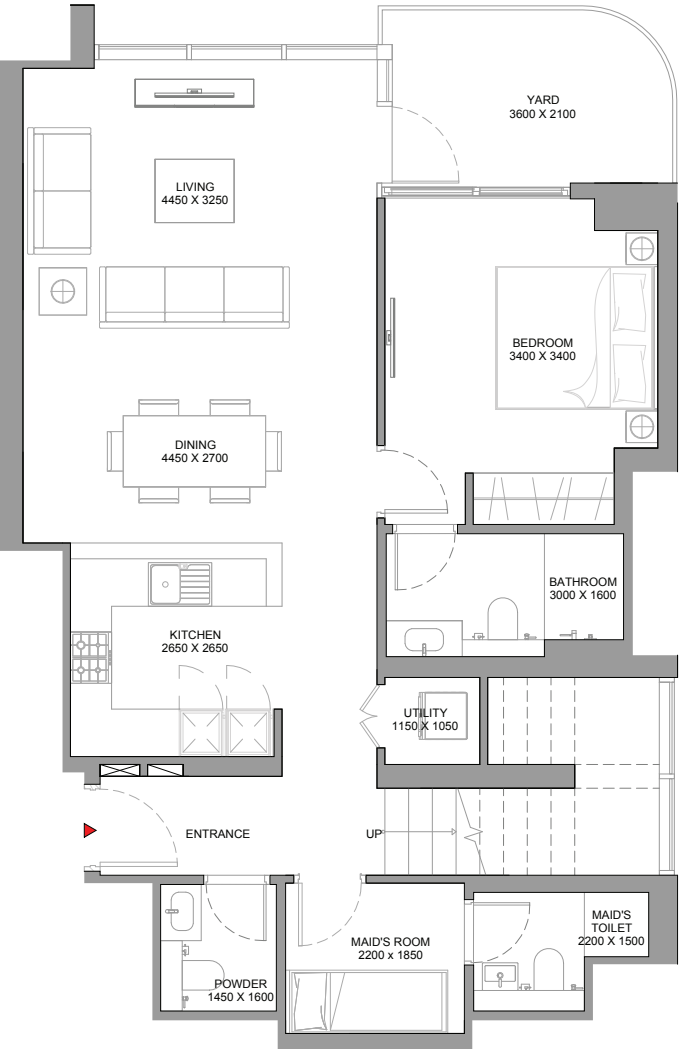 YARD
3600 X 2100
LIVING
4450 X 3250
BEDROOM
3400 X 3400
DINING
4450 X 2700
BATHROOM
3000 X 1600
KITCHEN
2650 X 2650
UTILITY
1150 X 1050
ENTRANCE
UP
MAID'S
TOILET
2200 X 1500
MAID'S ROOM
2200 x 1850
POWDER
1450 X 1600